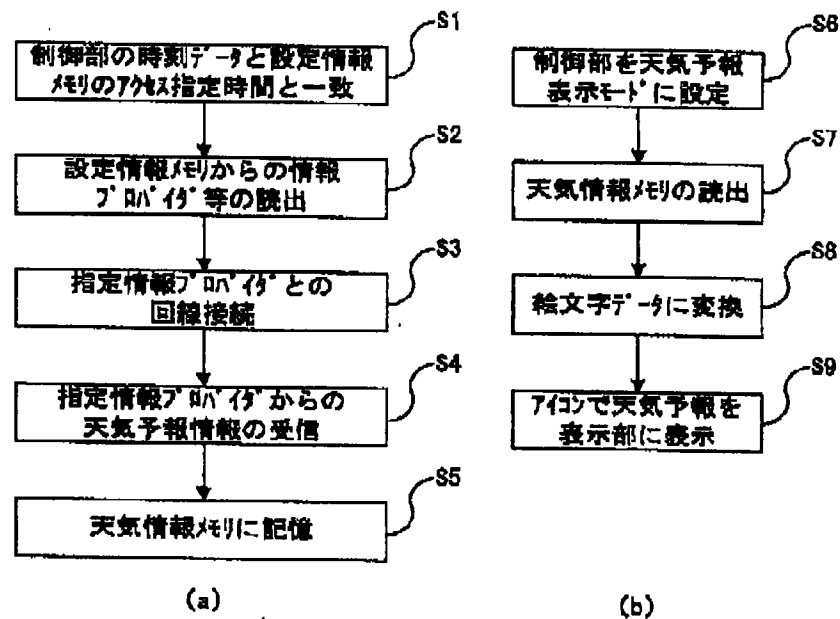 S1
制御部の時刻ﾃﾞｰﾀと設定情報
ﾒﾓﾘのｱｸｾｽ指定時間と一致
S2
設定情報ﾒﾓﾘからの情報
ﾌﾟﾛﾊﾞｲﾀﾞ等の読出
S3
指定情報ﾌﾟﾛﾊﾞｲﾀﾞとの
回線接続
S4
指定情報ﾌﾟﾛﾊﾞｲﾀﾞからの
天気予報情報の受信
S5
天気情報ﾒﾓﾘに記憶
(a)
S6
制御部を天気予報
表示ﾓｰﾄﾞに設定
S7
天気情報ﾒﾓﾘの読出
S8
絵文字ﾃﾞｰﾀに変換
S9
ｱｲｺﾝで天気予報を
表示部に表示
(b)